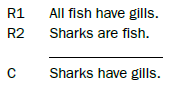 R1 All fish have gills.
R2 Sharks are fish.
C Sharks have gills.